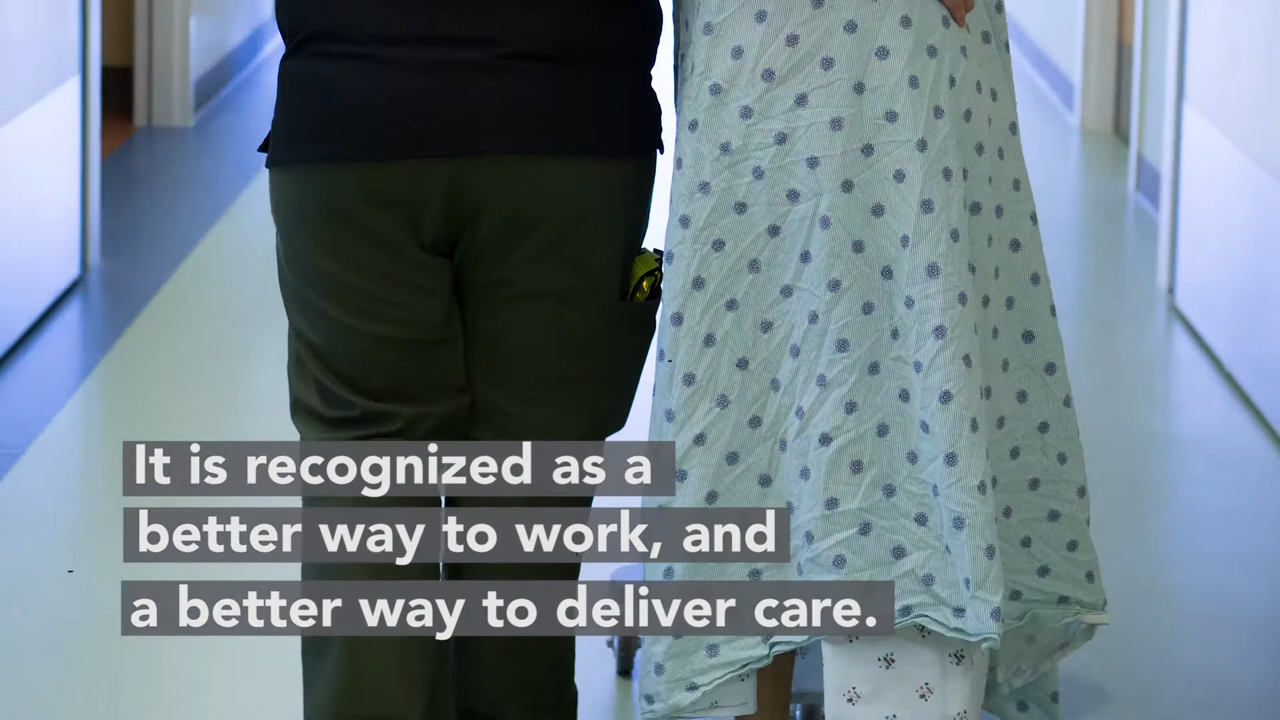 It is recognized as a
better way to work, and
a better way to deliver care.